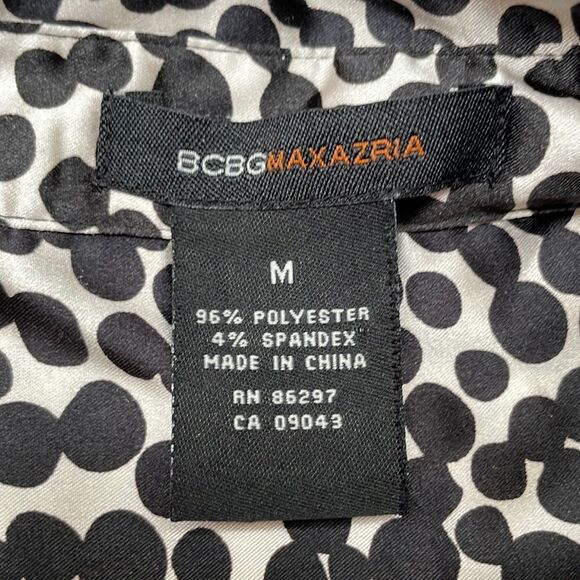 BCBGMAXAZRIA
M
96% POLYESTER
4% SPANDEX
MADE IN CHINA
RN 86297
CA 09043